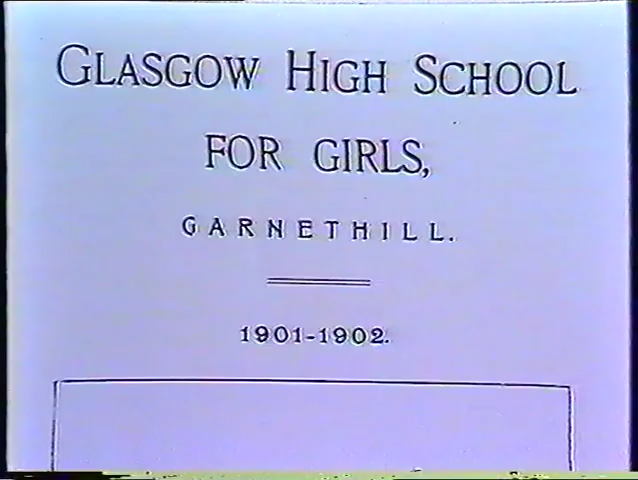 GLASGOW HIGH SCHOOL
FOR GIRLS,
GARNETHILL.
1901-1902.